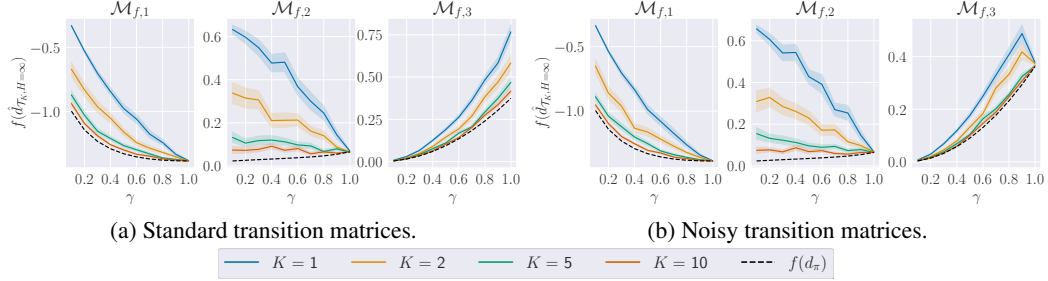 𝓜f,1 𝓜f,2 𝓜f,3 𝓜f,1 𝓜f,2 𝓜f,3
f(d̂𝒯K,H=∞)
−0.5
−1.0
0.6
0.4
0.2
0.0
0.75
0.50
0.25
0.00
f(d̂𝒯K,H=∞)
−0.5
−1.0
0.6
0.4
0.2
0.0
0.4
0.2
0.0
0.2 0.4 0.6 0.8 1.0 0.2 0.4 0.6 0.8 1.0 0.2 0.4 0.6 0.8 1.0 0.2 0.4 0.6 0.8 1.0 0.2 0.4 0.6 0.8 1.0 0.2 0.4 0.6 0.8 1.0
γ γ γ γ γ γ
(a) Standard transition matrices. (b) Noisy transition matrices.
K = 1 K = 2 K = 5 K = 10 f(dπ)